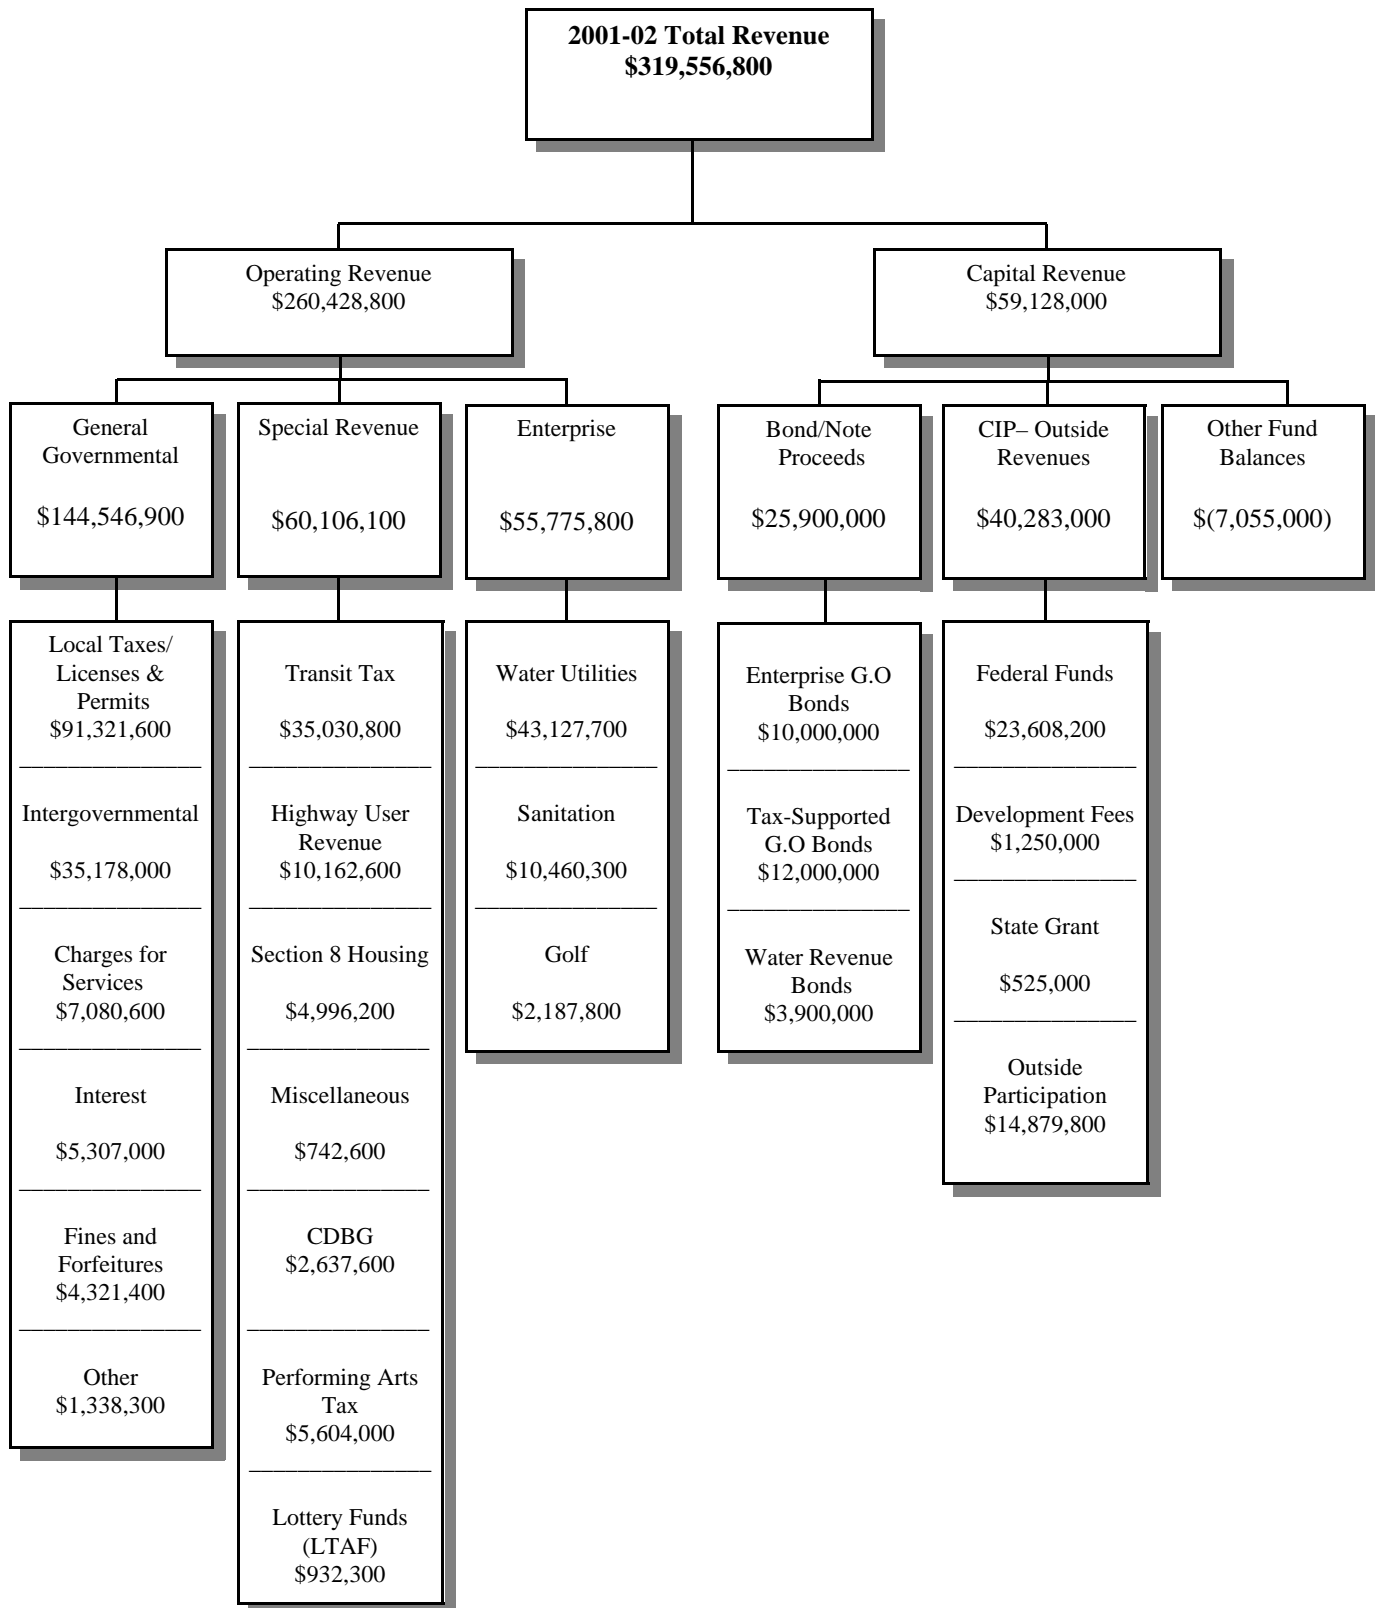 2001-02 Total Revenue
$319,556,800
Operating Revenue
$260,428,800
Capital Revenue
$59,128,000
General
Governmental
$144,546,900
Special Revenue
$60,106,100
Enterprise
$55,775,800
Bond/Note
Proceeds
$25,900,000
CIP– Outside
Revenues
$40,283,000
Other Fund
Balances
$(7,055,000)
Local Taxes/
Licenses &
Permits
$91,321,600
Intergovernmental
$35,178,000
Charges for
Services
$7,080,600
Interest
$5,307,000
Fines and
Forfeitures
$4,321,400
Other
$1,338,300
Transit Tax
$35,030,800
Highway User
Revenue
$10,162,600
Section 8 Housing
$4,996,200
Miscellaneous
$742,600
CDBG
$2,637,600
Performing Arts
Tax
$5,604,000
Lottery Funds
(LTAF)
$932,300
Water Utilities
$43,127,700
Sanitation
$10,460,300
Golf
$2,187,800
Enterprise G.O
Bonds
$10,000,000
Tax-Supported
G.O Bonds
$12,000,000
Water Revenue
Bonds
$3,900,000
Federal Funds
$23,608,200
Development Fees
$1,250,000
State Grant
$525,000
Outside
Participation
$14,879,800